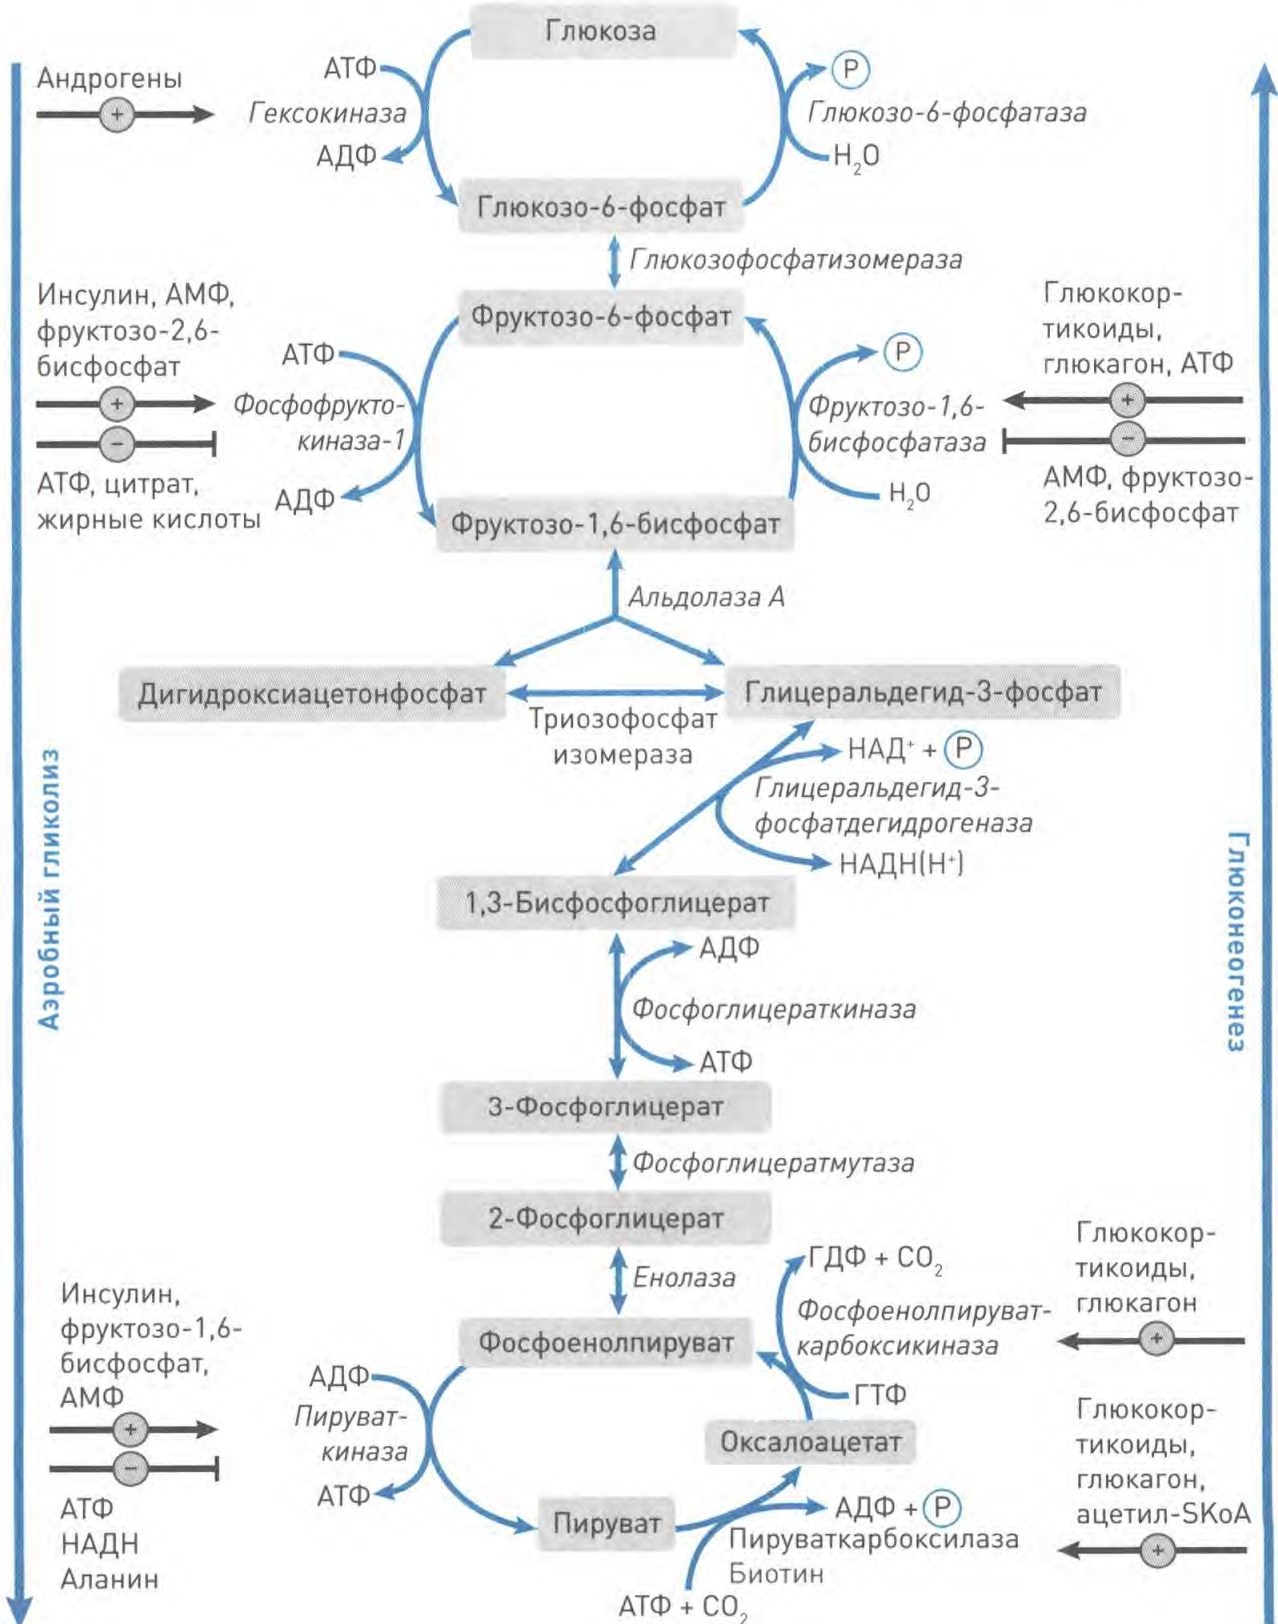 Глюкоза
АТФ
Гексокиназа
АДФ
Андрогены
+
P
Глюкозо-6-фосфатаза
H₂O
Глюкозо-6-фосфат
Глюкозофосфатизомераза
Фруктозо-6-фосфат
Инсулин, АМФ,
фруктозо-2,6-
бисфосфат
+
−
АТФ, цитрат,
жирные кислоты
АТФ
Фосфофрукто-
киназа-1
АДФ
P
Фруктозо-1,6-
бисфосфатаза
H₂O
Глюкокор-
тикоиды,
глюкагон, АТФ
+
−
АМФ, фруктозо-
2,6-бисфосфат
Фруктозо-1,6-бисфосфат
Альдолаза А
Дигидроксиацетонфосфат
Глицеральдегид-3-фосфат
Триозофосфат
изомераза
НАД⁺ + P
Глицеральдегид-3-
фосфатдегидрогеназа
НАДН(Н⁺)
1,3-Бисфосфоглицерат
АДФ
Фосфоглицераткиназа
АТФ
3-Фосфоглицерат
Фосфоглицератмутаза
2-Фосфоглицерат
Енолаза
Фосфоенолпируват
ГДФ + CO₂
Фосфоенолпируват-
карбоксикиназа
ГТФ
Глюкокор-
тикоиды,
глюкагон
+
Инсулин,
фруктозо-1,6-
бисфосфат,
АМФ
+
−
АТФ
НАДН
Аланин
АДФ
Пируват-
киназа
АТФ
Оксалоацетат
Пируват
АДФ + P
Пируваткарбоксилаза
Биотин
АТФ + CO₂
Глюкокор-
тикоиды,
глюкагон,
ацетил-SKoA
+
Аэробный гликолиз
Глюконеогенез